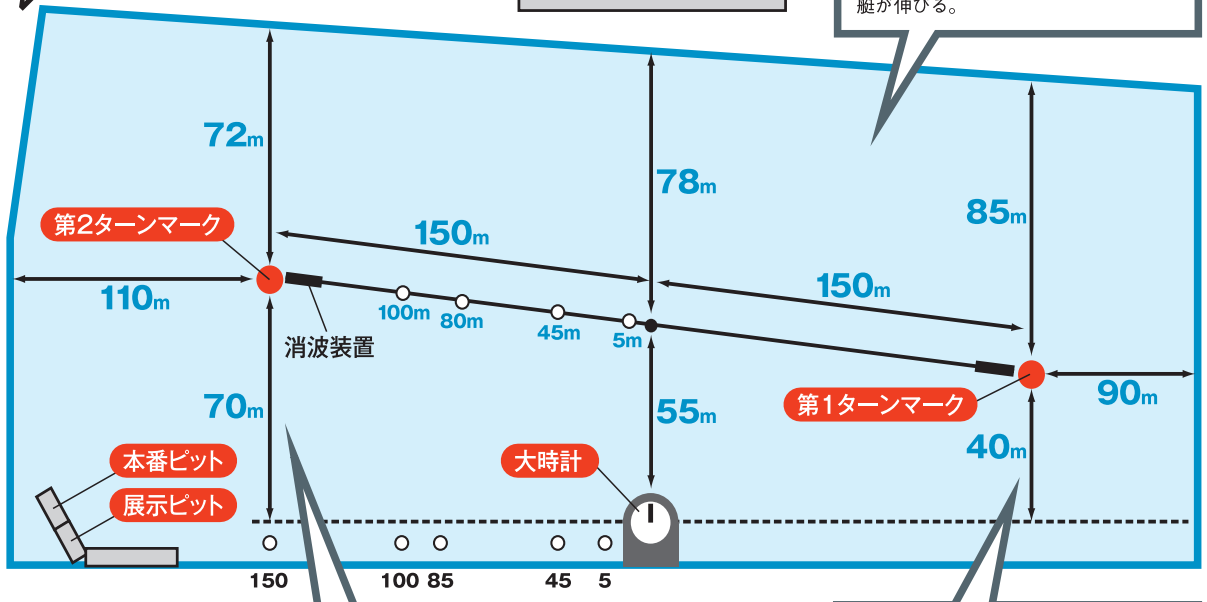 艇が伸びる。
72m
78m
85m
第2ターンマーク
150m
150m
110m
100m
80m
45m
5m
消波装置
90m
第1ターンマーク
70m
55m
40m
本番ピット
大時計
展示ピット
150
100
85
45
5